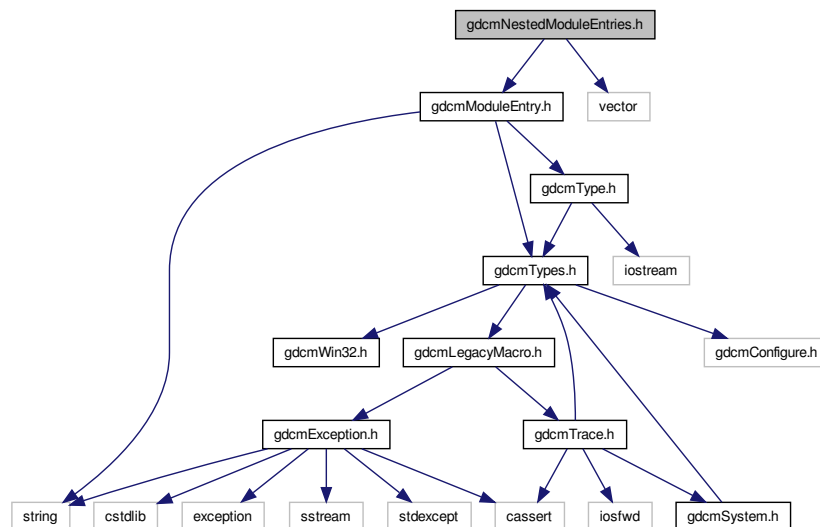 gdcmNestedModuleEntries.h
gdcmModuleEntry.h
vector
gdcmType.h
gdcmTypes.h
iostream
gdcmWin32.h
gdcmLegacyMacro.h
gdcmConfigure.h
gdcmException.h
gdcmTrace.h
string
cstdlib
exception
sstream
stdexcept
cassert
iosfwd
gdcmSystem.h